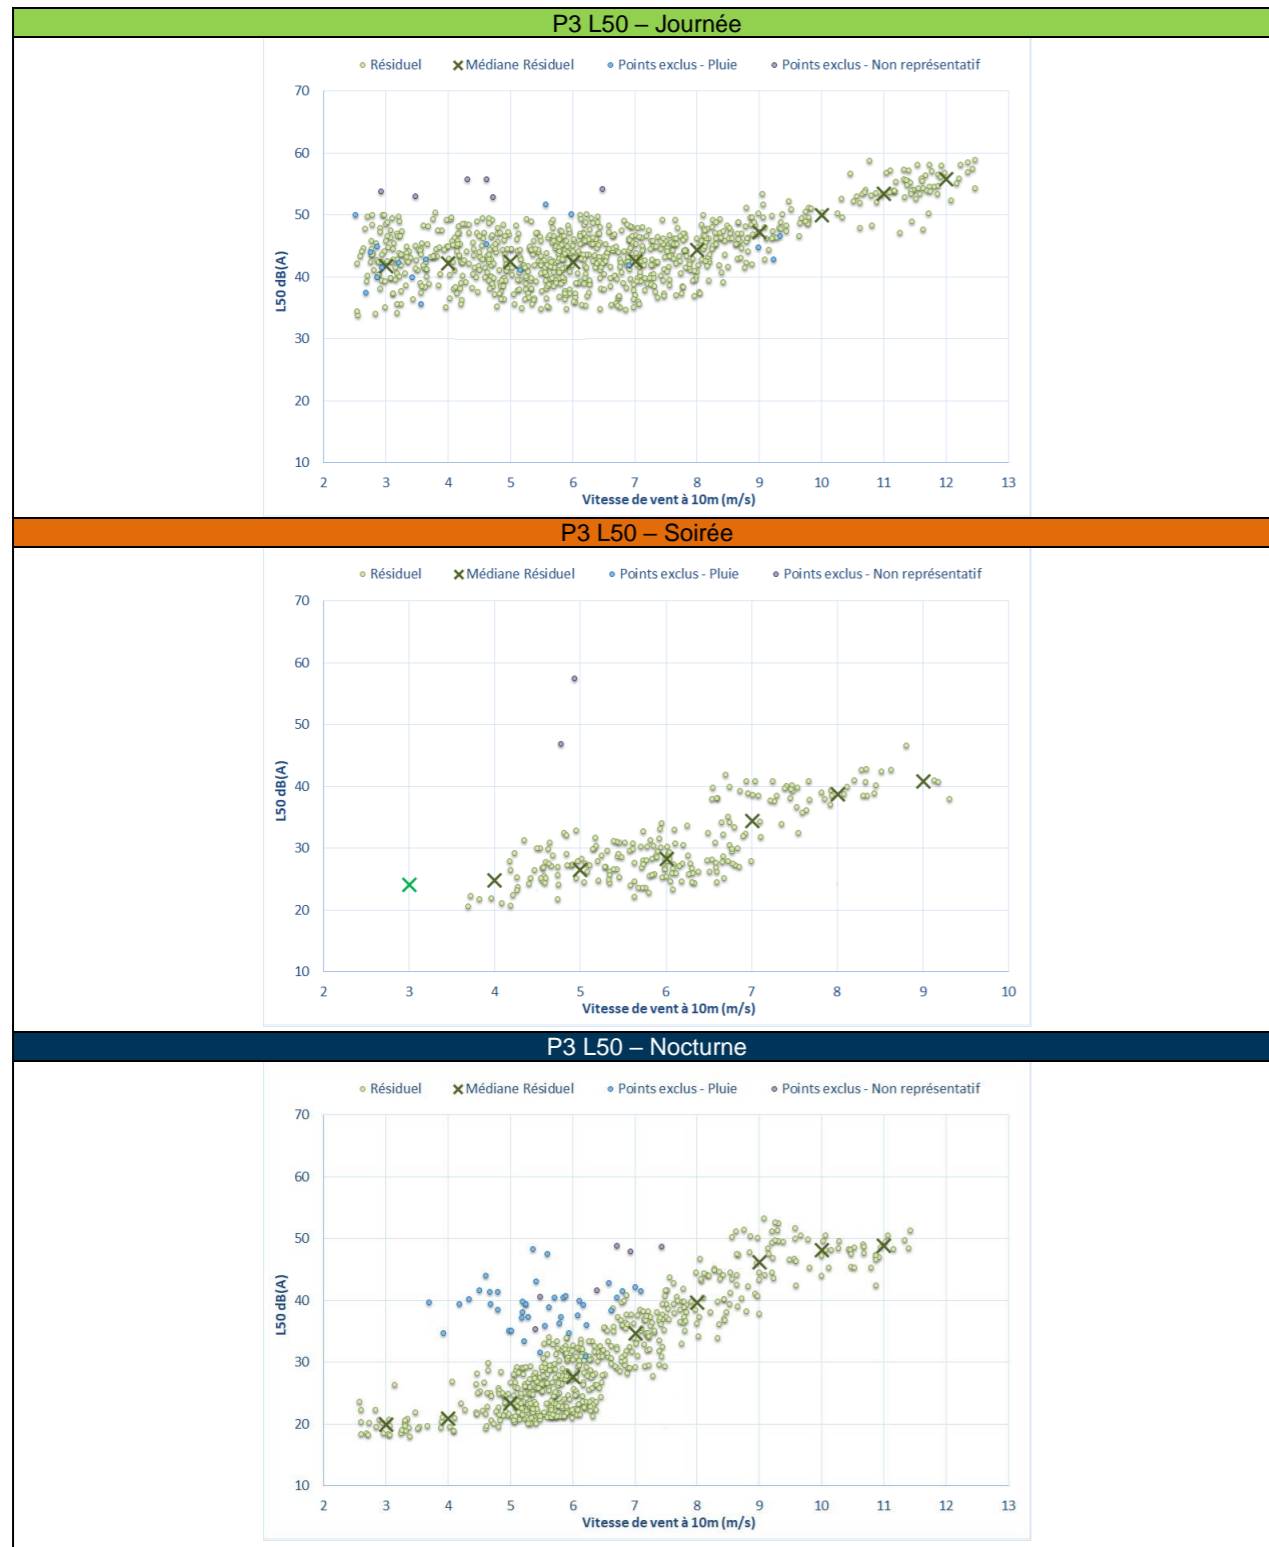 P3 L50 – Journée
Résiduel Médiane Résiduel Points exclus - Pluie Points exclus - Non représentatif
70
60
50
40
30
20
10
L50 dB(A)
2 3 4 5 6 7 8 9 10 11 12 13
Vitesse de vent à 10m (m/s)
P3 L50 – Soirée
Résiduel Médiane Résiduel Points exclus - Pluie Points exclus - Non représentatif
70
60
50
40
30
20
10
L50 dB(A)
2 3 4 5 6 7 8 9 10
Vitesse de vent à 10m (m/s)
P3 L50 – Nocturne
Résiduel Médiane Résiduel Points exclus - Pluie Points exclus - Non représentatif
70
60
50
40
30
20
10
L50 dB(A)
2 3 4 5 6 7 8 9 10 11 12 13
Vitesse de vent à 10m (m/s)